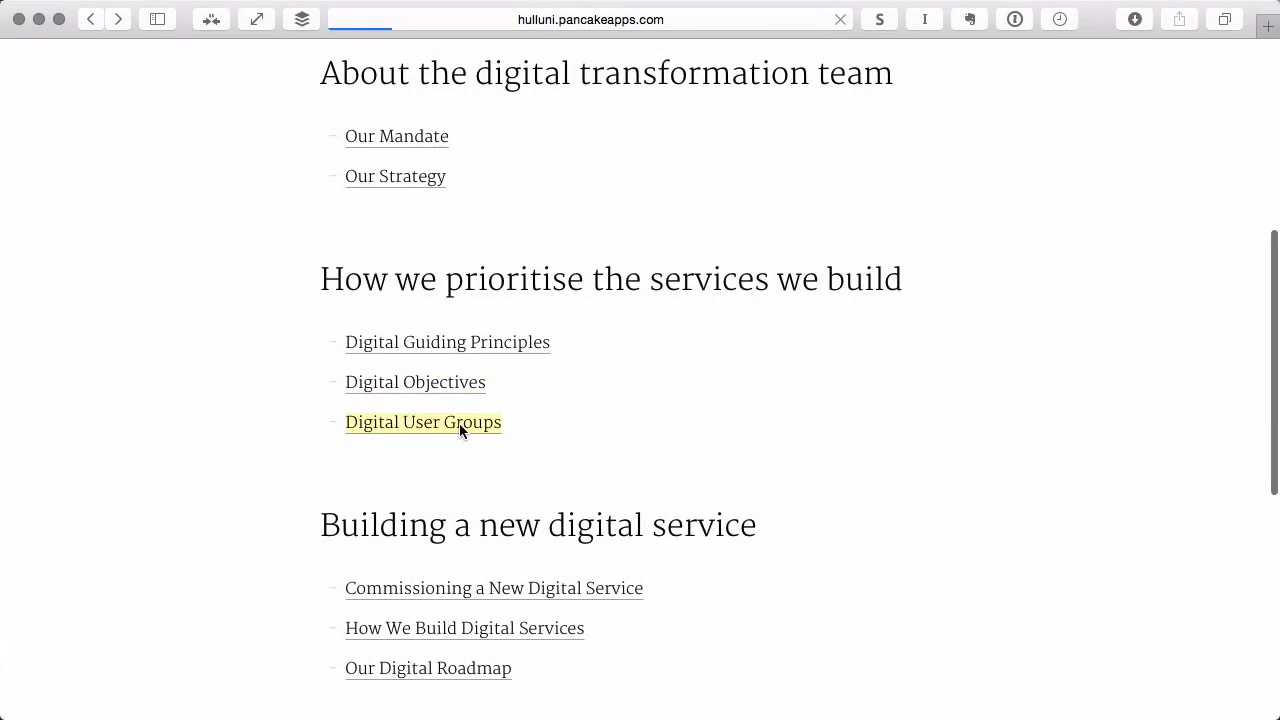 hulluni.pancakeapps.com
S
I
About the digital transformation team
Our Mandate
Our Strategy
How we prioritise the services we build
Digital Guiding Principles
Digital Objectives
Digital User Groups
Building a new digital service
Commissioning a New Digital Service
How We Build Digital Services
Our Digital Roadmap